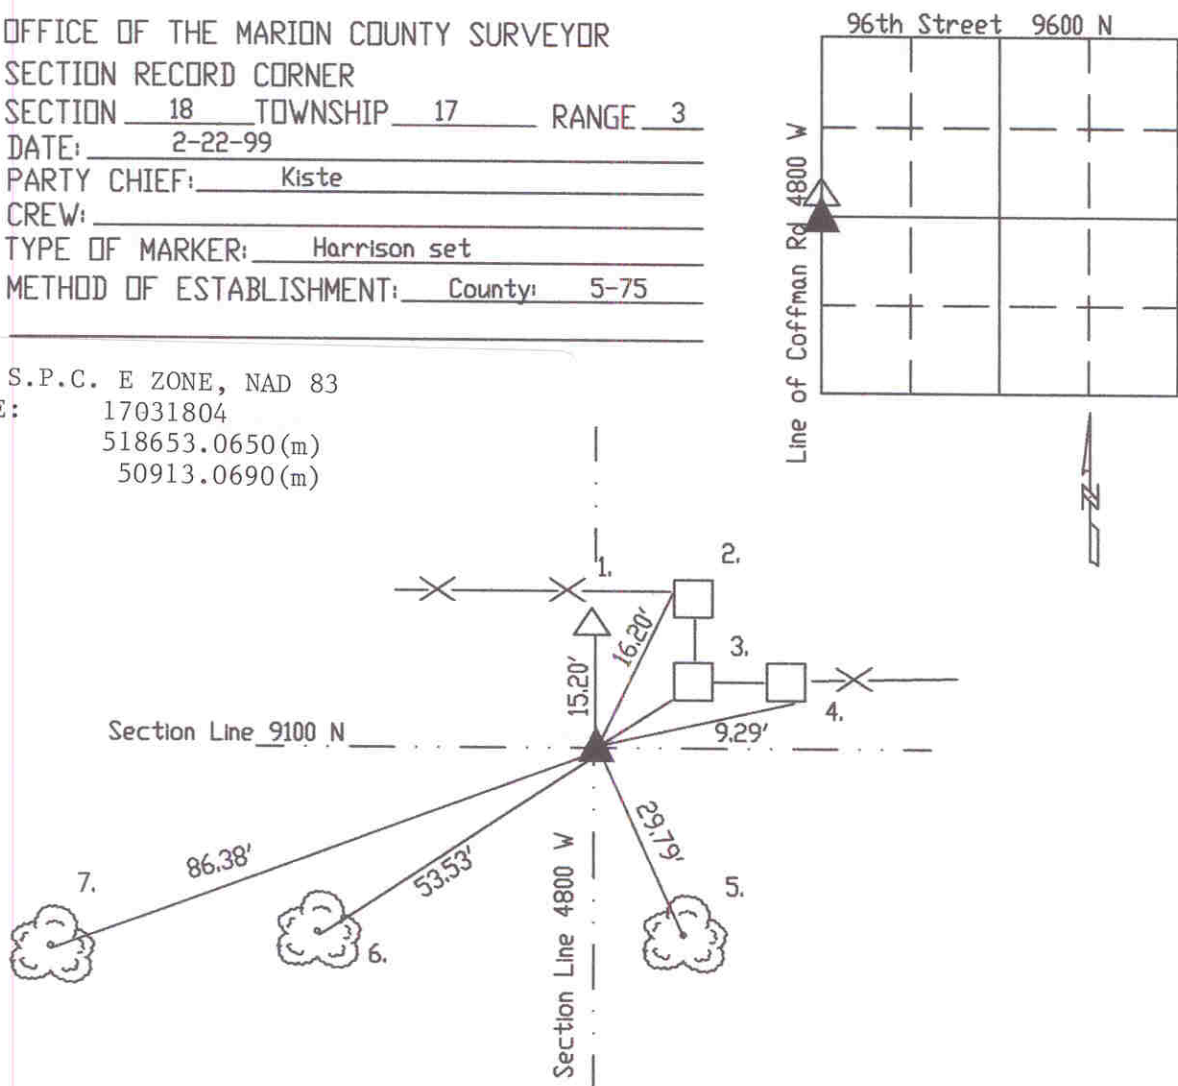 OFFICE OF THE MARION COUNTY SURVEYOR
SECTION RECORD CORNER
SECTION 18 TOWNSHIP 17 RANGE 3
DATE: 2-22-99
PARTY CHIEF: Kiste
CREW:
TYPE OF MARKER: Harrison set
METHOD OF ESTABLISHMENT: County: 5-75
96th Street 9600 N
Line of Coffman Rd 4800 W
N
S.P.C. E ZONE, NAD 83
E: 17031804
518653.0650(m)
50913.0690(m)
1.
2.
3.
4.
15.20'
16.20'
9.29'
Section Line 9100 N
86.38'
53.53'
29.79'
7.
6.
5.
Section Line 4800 W